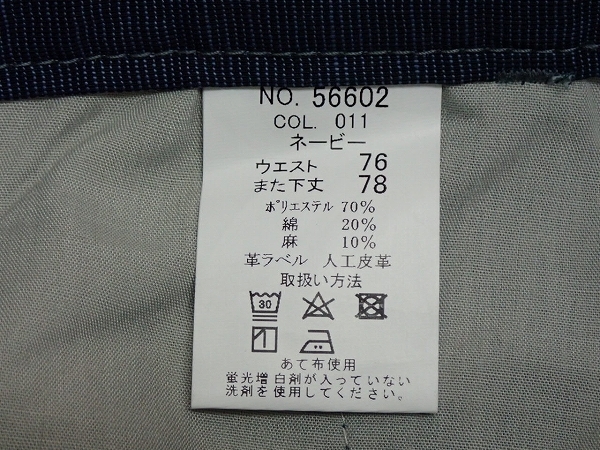 NO. 56602
COL. 011
ネービー
ウエスト 76
また下丈 78
ポリエステル 70%
綿 20%
麻 10%
革ラベル 人工皮革
取扱い方法
30
あて布使用
蛍光増白剤が入っていない
洗剤を使用してください。